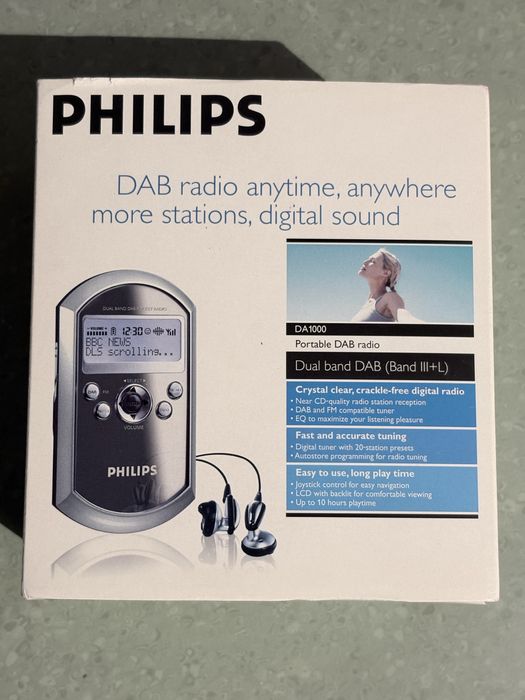 PHILIPS
DAB radio anytime, anywhere
more stations, digital sound
DA1000
Portable DAB radio
Dual band DAB (Band III+L)
Crystal clear, crackle-free digital radio
• Near CD-quality radio station reception
• DAB and FM compatible tuner
• EQ to maximize your listening pleasure
Fast and accurate tuning
• Digital tuner with 20-station presets
• Autostore programming for radio tuning
Easy to use, long play time
• Joystick control for easy navigation
• LCD with backlit for comfortable viewing
• Up to 10 hours playtime
DUAL BAND
VOLUME
12:30
BBC NEWS
DLS scrolling...
SELECT
DAB
FM
VOLUME
PHILIPS